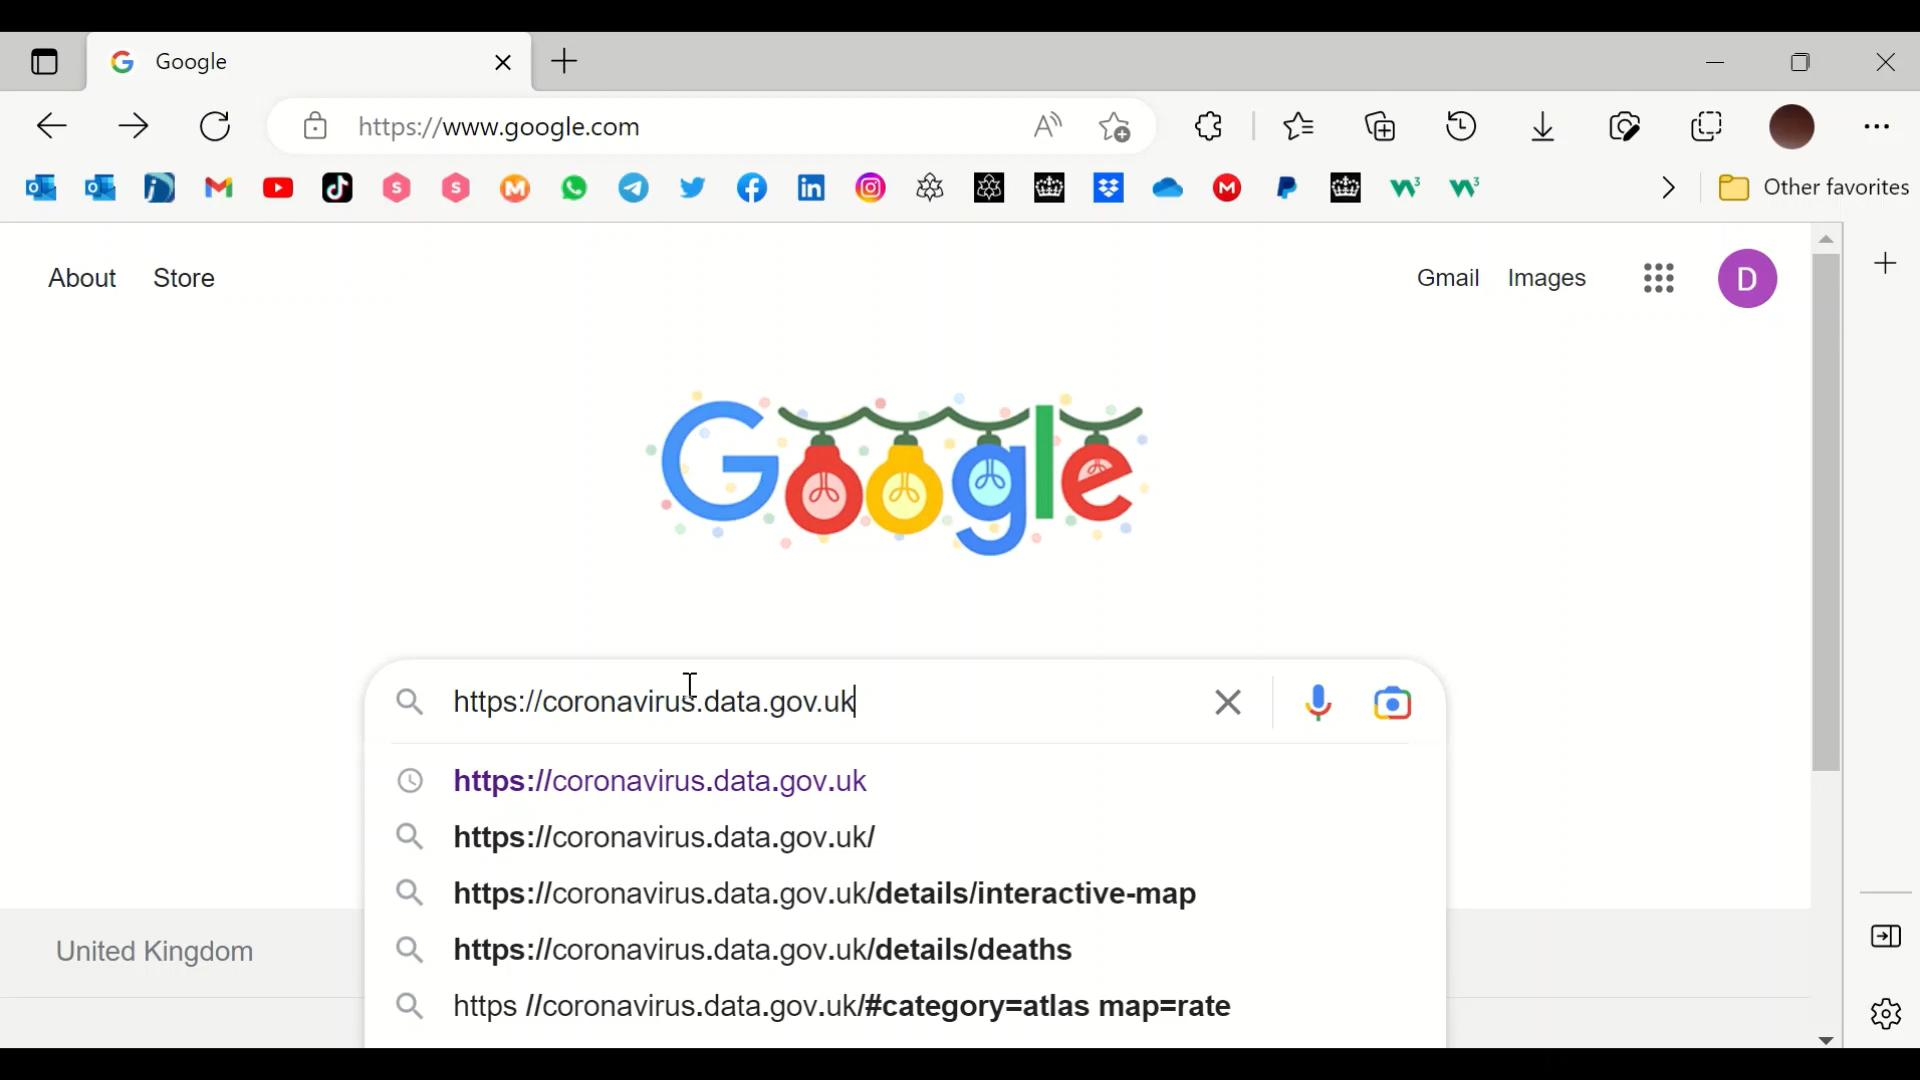 Google
https://www.google.com
Other favorites
About Store
Gmail Images
D
Google
https://coronavirus.data.gov.uk
https://coronavirus.data.gov.uk
https://coronavirus.data.gov.uk/
https://coronavirus.data.gov.uk/details/interactive-map
https://coronavirus.data.gov.uk/details/deaths
https //coronavirus.data.gov.uk/#category=atlas map=rate
United Kingdom